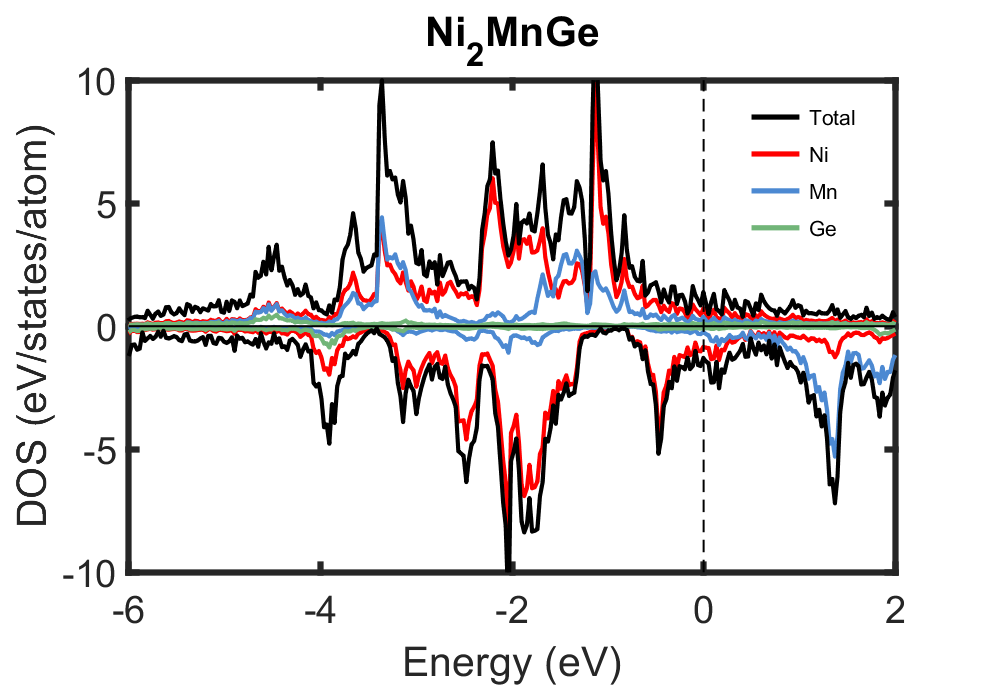 Ni₂MnGe
10
5
0
-5
-10
DOS (eV/states/atom)
Total
Ni
Mn
Ge
-6 -4 -2 0 2
Energy (eV)